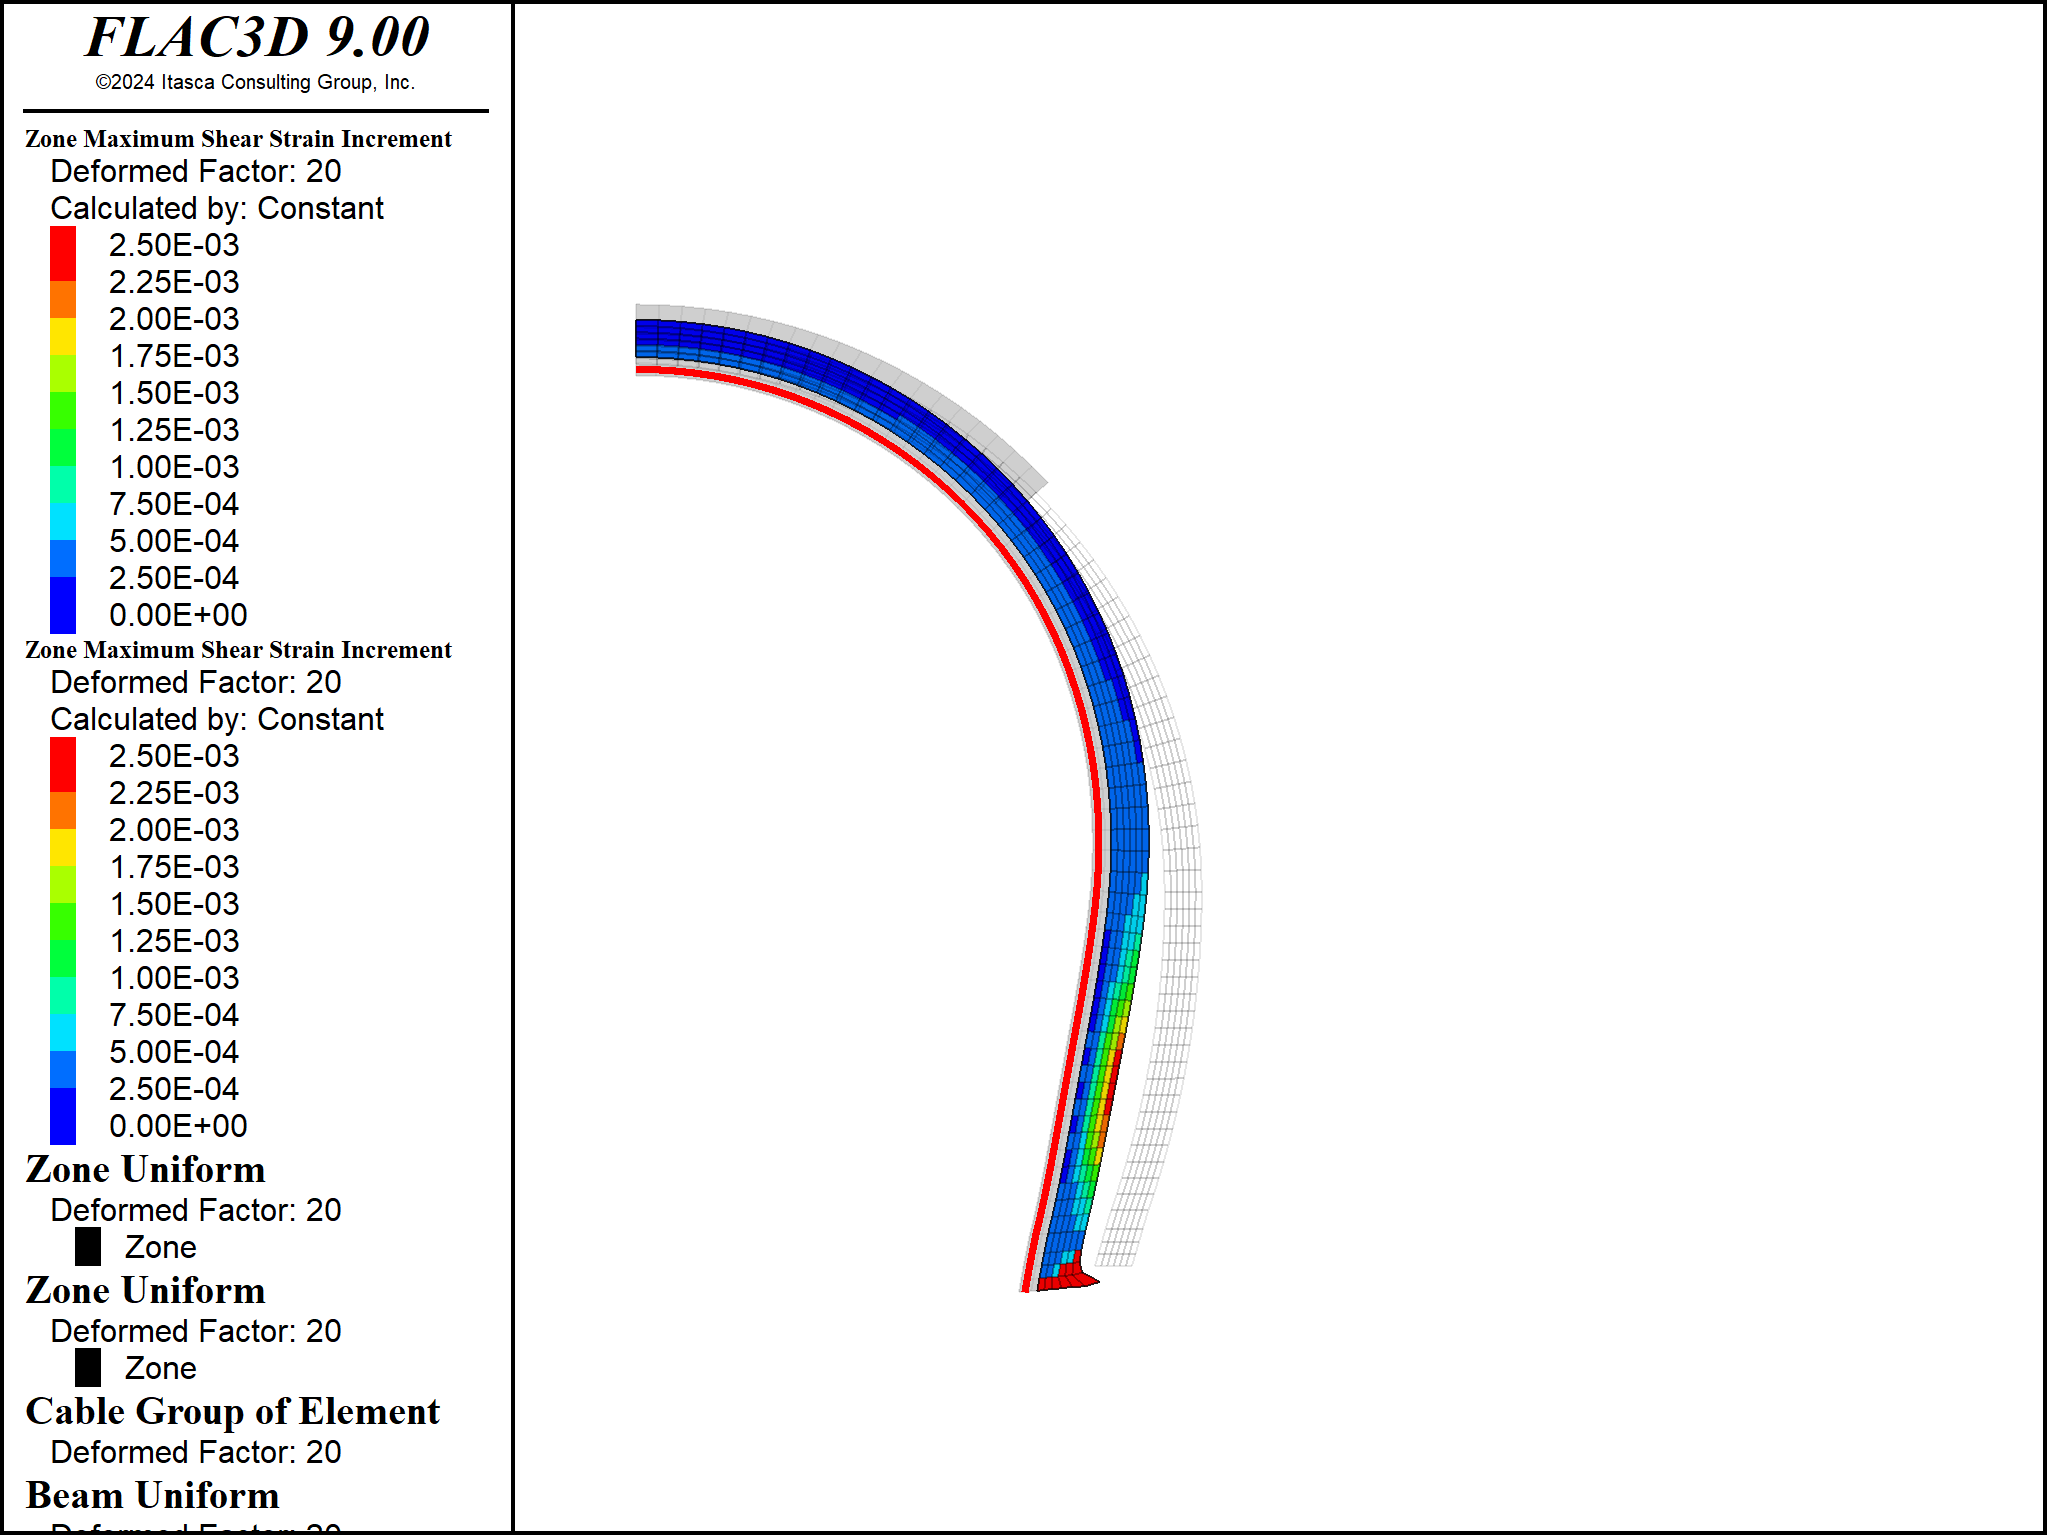 FLAC3D 9.00
©2024 Itasca Consulting Group, Inc.
Zone Maximum Shear Strain Increment
Deformed Factor: 20
Calculated by: Constant
2.50E-03
2.25E-03
2.00E-03
1.75E-03
1.50E-03
1.25E-03
1.00E-03
7.50E-04
5.00E-04
2.50E-04
0.00E+00
Zone Maximum Shear Strain Increment
Deformed Factor: 20
Calculated by: Constant
2.50E-03
2.25E-03
2.00E-03
1.75E-03
1.50E-03
1.25E-03
1.00E-03
7.50E-04
5.00E-04
2.50E-04
0.00E+00
Zone Uniform
Deformed Factor: 20
Zone
Zone Uniform
Deformed Factor: 20
Zone
Cable Group of Element
Deformed Factor: 20
Beam Uniform